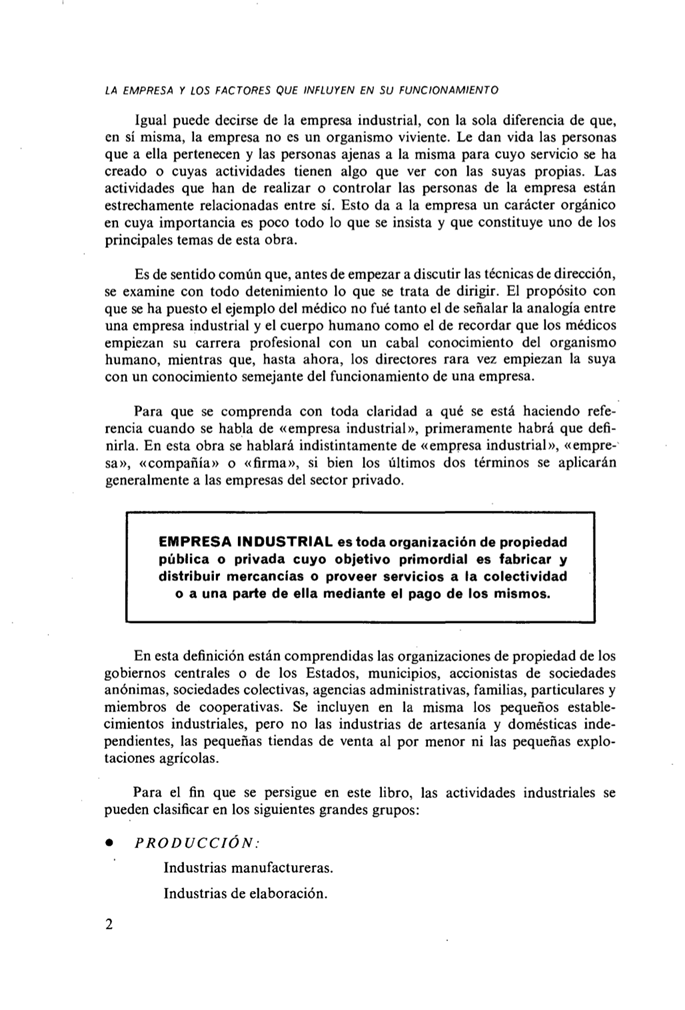 LA EMPRESA Y LOS FACTORES QUE INFLUYEN EN SU FUNCIONAMIENTO
Igual puede decirse de la empresa industrial, con la sola diferencia de que,
en sí misma, la empresa no es un organismo viviente. Le dan vida las personas
que a ella pertenecen y las personas ajenas a la misma para cuyo servicio se ha
creado o cuyas actividades tienen algo que ver con las suyas propias. Las
actividades que han de realizar o controlar las personas de la empresa están
estrechamente relacionadas entre sí. Esto da a la empresa un carácter orgánico
en cuya importancia es poco todo lo que se insista y que constituye uno de los
principales temas de esta obra.
Es de sentido común que, antes de empezar a discutir las técnicas de dirección,
se examine con todo detenimiento lo que se trata de dirigir. El propósito con
que se ha puesto el ejemplo del médico no fué tanto el de señalar la analogía entre
una empresa industrial y el cuerpo humano como el de recordar que los médicos
empiezan su carrera profesional con un cabal conocimiento del organismo
humano, mientras que, hasta ahora, los directores rara vez empiezan la suya
con un conocimiento semejante del funcionamiento de una empresa.
Para que se comprenda con toda claridad a qué se está haciendo refe-
rencia cuando se habla de «empresa industrial», primeramente habrá que defi-
nirla. En esta obra se hablará indistintamente de «empresa industrial», «empre-
sa», «compañía» o «firma», si bien los últimos dos términos se aplicarán
generalmente a las empresas del sector privado.
EMPRESA INDUSTRIAL es toda organización de propiedad
pública o privada cuyo objetivo primordial es fabricar y
distribuir mercancías o proveer servicios a la colectividad
o a una parte de ella mediante el pago de los mismos.
En esta definición están comprendidas las organizaciones de propiedad de los
gobiernos centrales o de los Estados, municipios, accionistas de sociedades
anónimas, sociedades colectivas, agencias administrativas, familias, particulares y
miembros de cooperativas. Se incluyen en la misma los pequeños estable-
cimientos industriales, pero no las industrias de artesanía y domésticas inde-
pendientes, las pequeñas tiendas de venta al por menor ni las pequeñas explo-
taciones agrícolas.
Para el fin que se persigue en este libro, las actividades industriales se
pueden clasificar en los siguientes grandes grupos:
● PRODUCCIÓN:
Industrias manufactureras.
Industrias de elaboración.
2